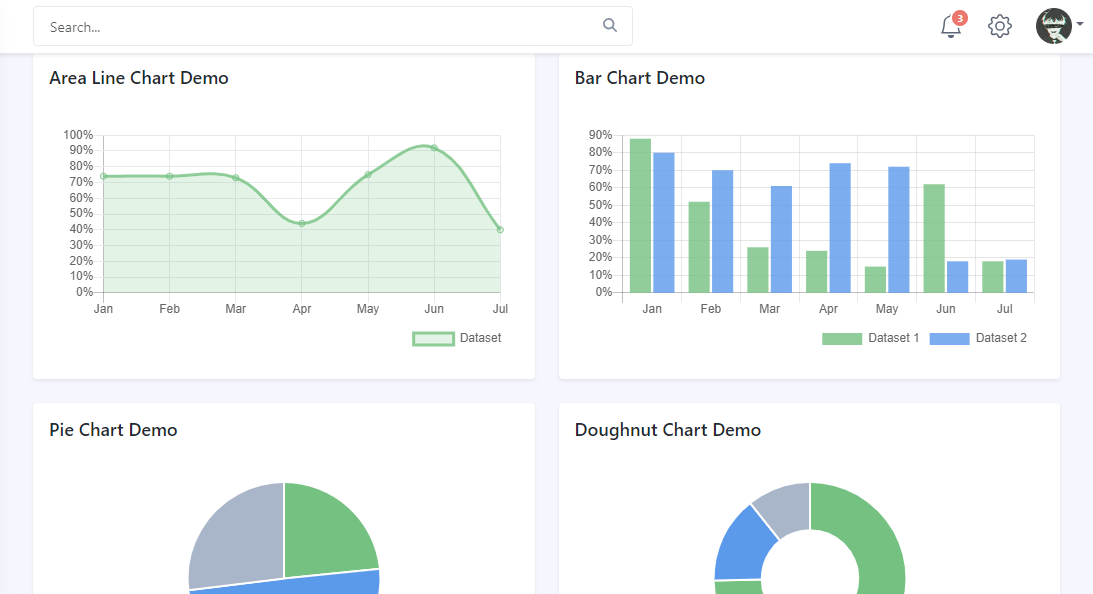 Search...
3
Area Line Chart Demo
100%
90%
80%
70%
60%
50%
40%
30%
20%
10%
0%
Jan Feb Mar Apr May Jun Jul
Dataset
Bar Chart Demo
90%
80%
70%
60%
50%
40%
30%
20%
10%
0%
Jan Feb Mar Apr May Jun Jul
Dataset 1 Dataset 2
Pie Chart Demo
Doughnut Chart Demo